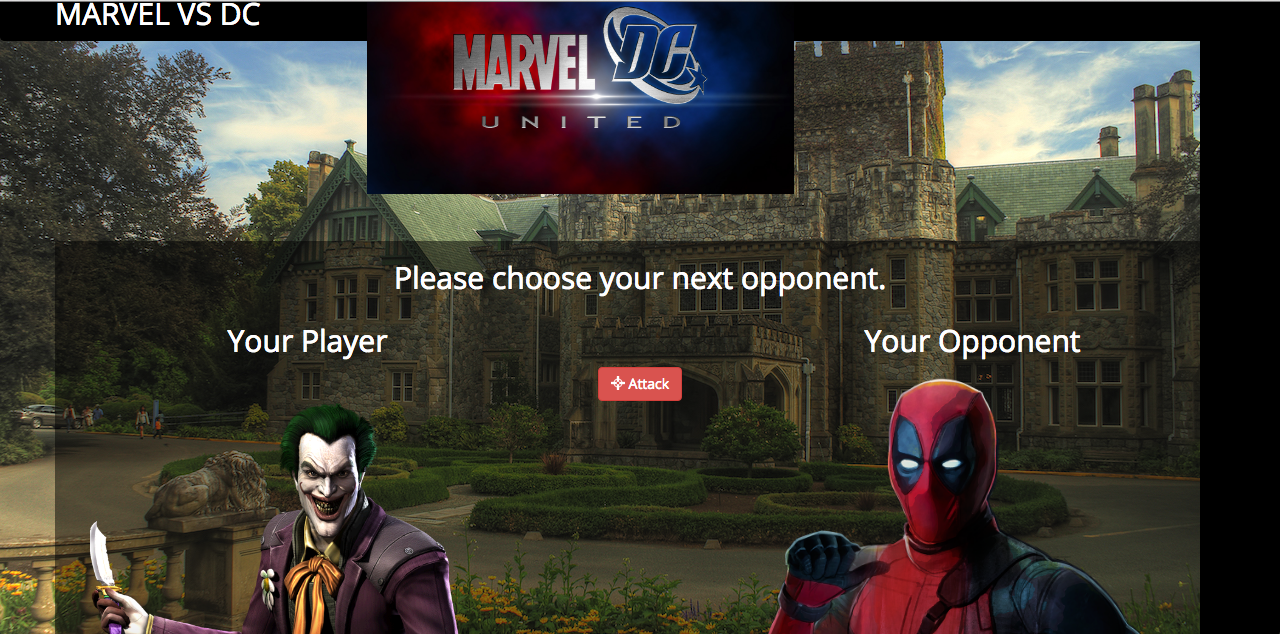 MARVEL VS DC
MARVEL DC
UNITED
Please choose your next opponent.
Your Player
Your Opponent
Attack